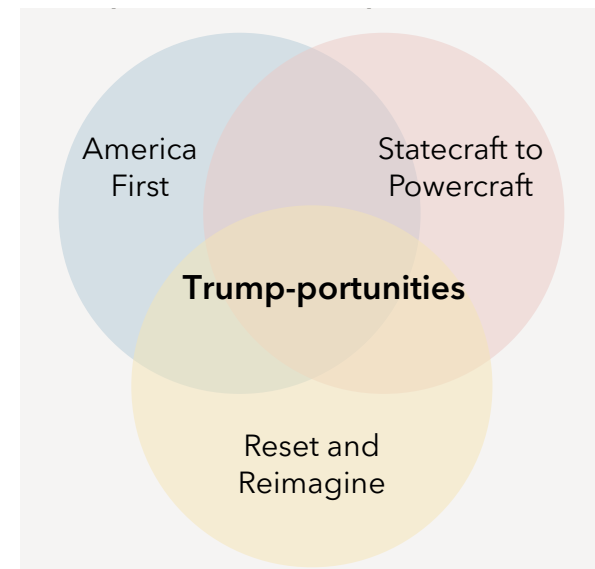 America
First
Statecraft to
Powercraft
Trump-portunities
Reset and
Reimagine